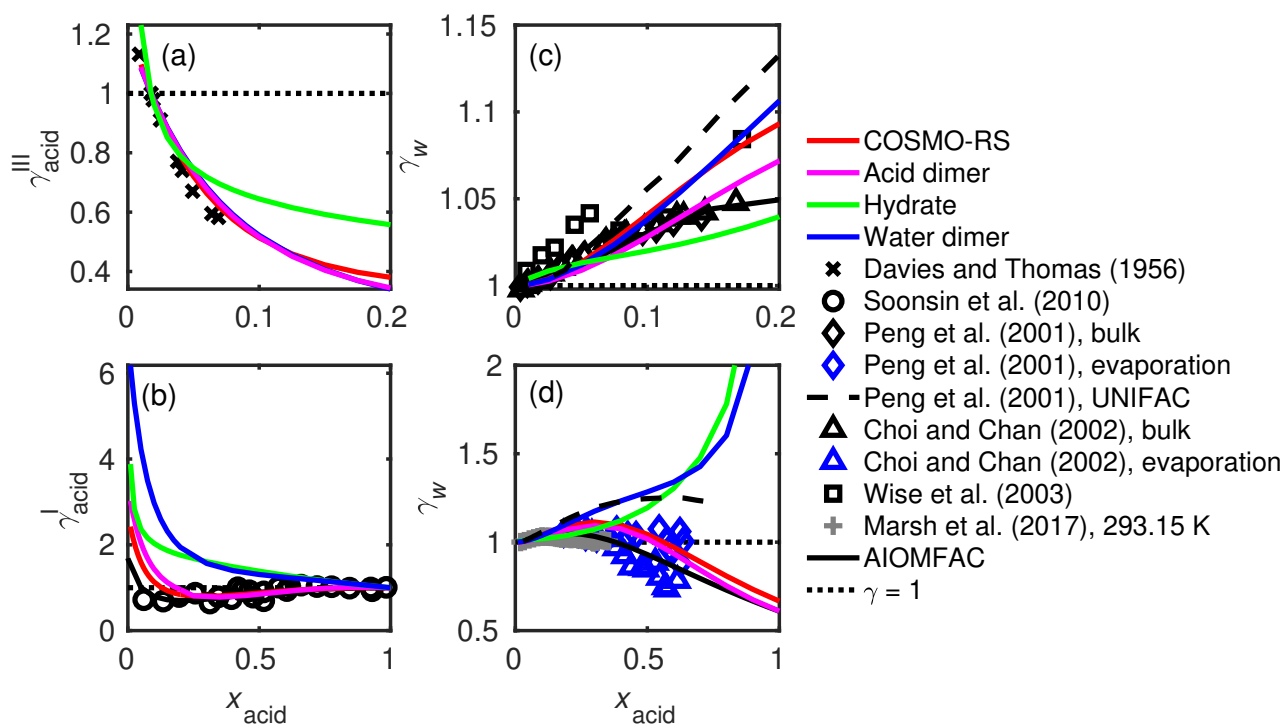 (a)
1.2
1
0.8
0.6
0.4
0
0.1
0.2
γ^III_acid
(c)
1.15
1.1
1.05
1
0
0.1
0.2
γ_w
(b)
6
4
2
0
0
0.5
1
γ^I_acid
x_acid
(d)
2
1.5
1
0.5
0
0.5
1
γ_w
x_acid
COSMO-RS
Acid dimer
Hydrate
Water dimer
Davies and Thomas (1956)
Soonsin et al. (2010)
Peng et al. (2001), bulk
Peng et al. (2001), evaporation
Peng et al. (2001), UNIFAC
Choi and Chan (2002), bulk
Choi and Chan (2002), evaporation
Wise et al. (2003)
Marsh et al. (2017), 293.15 K
AIOMFAC
γ = 1